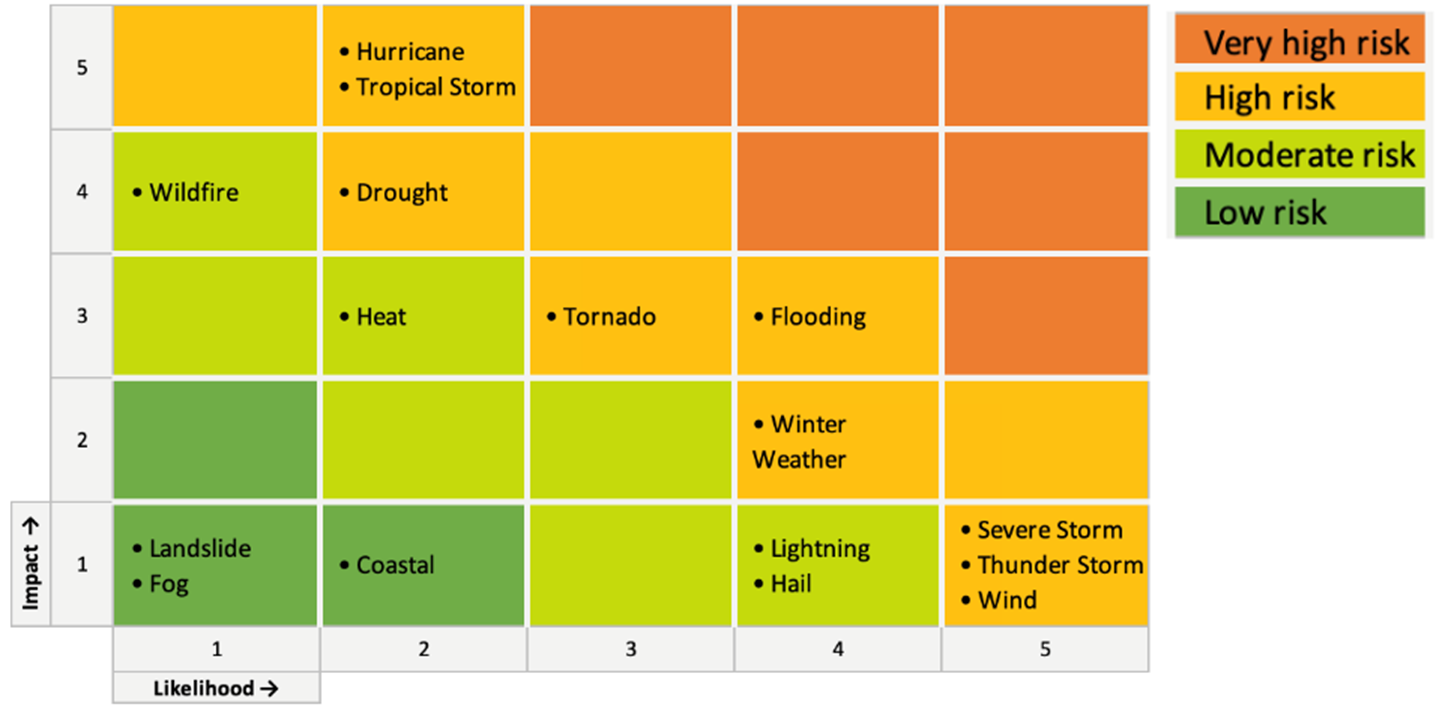 5
• Hurricane
• Tropical Storm
4
• Wildfire
• Drought
3
• Heat
• Tornado
• Flooding
2
• Winter
Weather
Impact →
1
• Landslide
• Fog
• Coastal
• Lightning
• Hail
• Severe Storm
• Thunder Storm
• Wind
1
2
3
4
5
Likelihood →
Very high risk
High risk
Moderate risk
Low risk